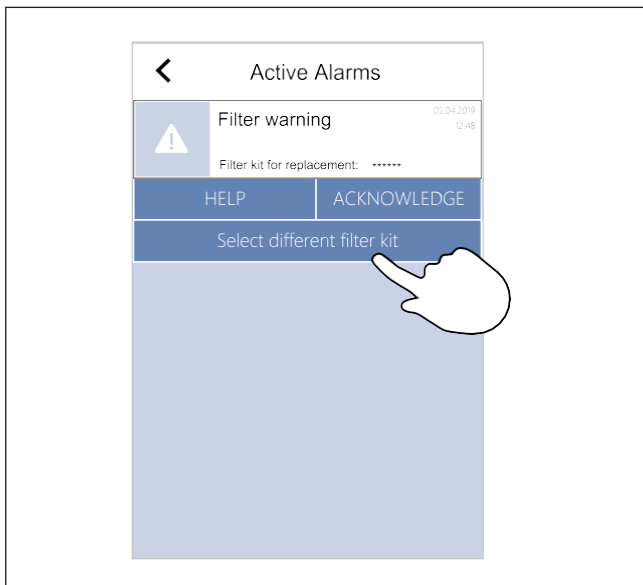 Active Alarms
Filter warning
05.04.2019
12:48
Filter kit for replacement: ******
HELP
ACKNOWLEDGE
Select different filter kit